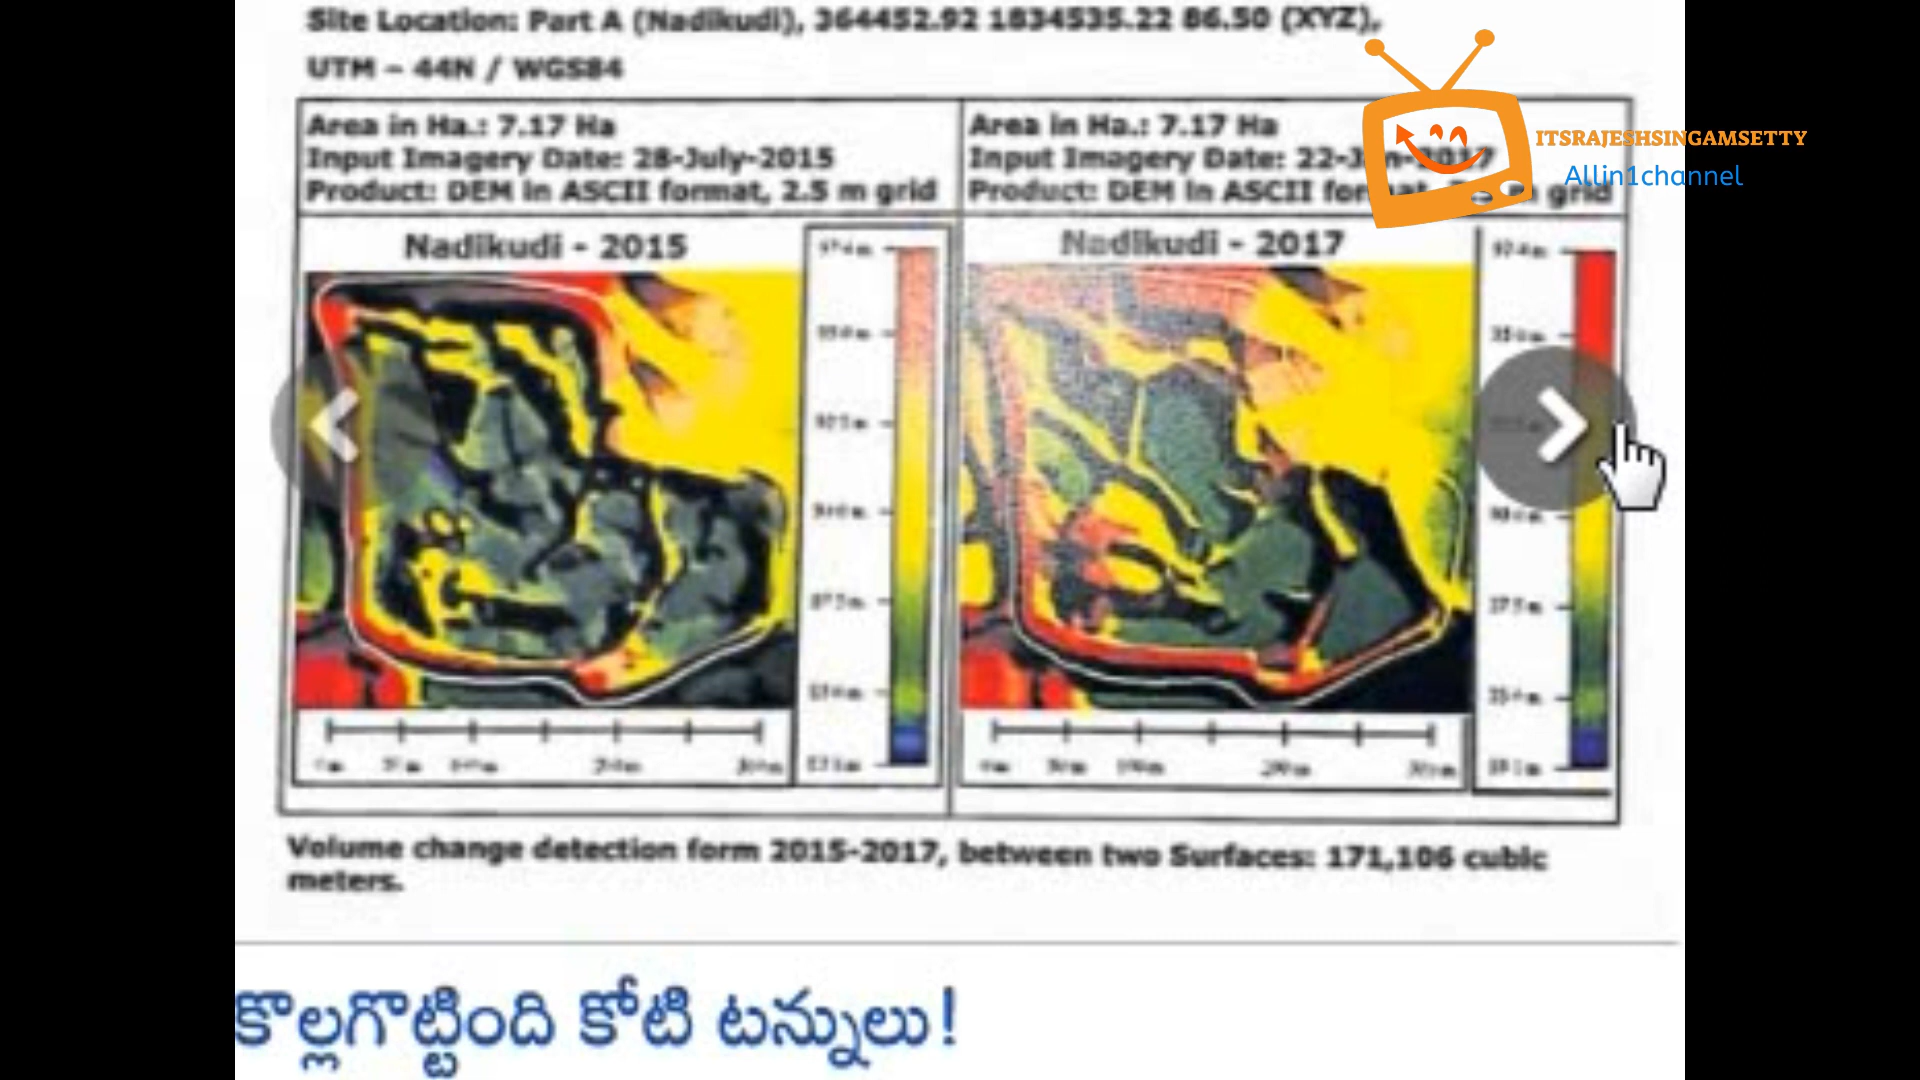 Site Location: Part A (Nadikudi), 364452.92 1834535.22 86.50 (XYZ),
UTM – 44N / WGS84
Area in Ha.: 7.17 Ha
Input Imagery Date: 28-July-2015
Product: DEM in ASCII format, 2.5 m grid
Area in Ha.: 7.17 Ha
Input Imagery Date: 22-J n-2017
Product: DEM in ASCII for grid
ITSRAJESHSINGAMSETTY
Allin1channel
Nadikudi - 2015
Nadikudi - 2017
Volume change detection form 2015-2017, between two Surfaces: 171,106 cubic
meters.
కొల్లగొట్టింది కోటి టన్నులు!